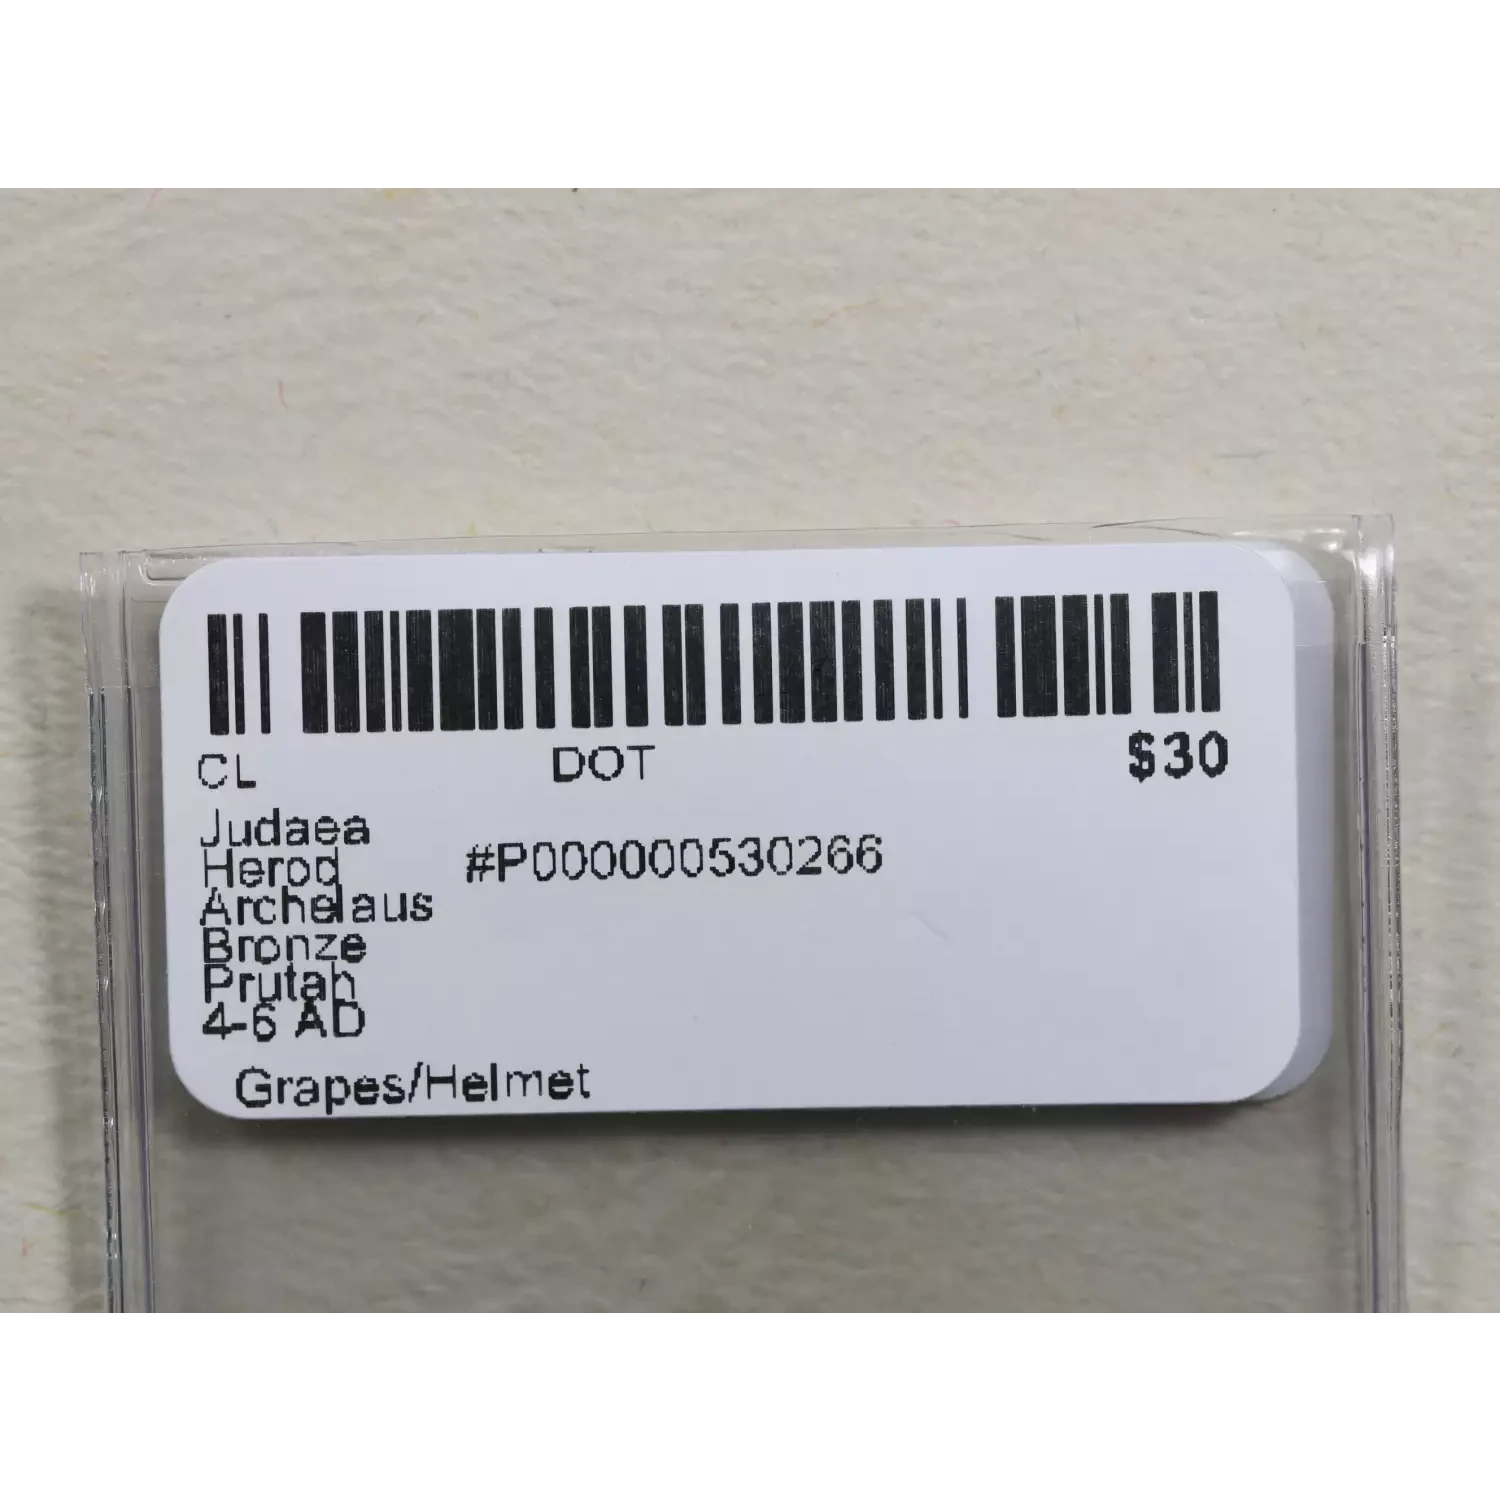 CL DOT $30
Judaea
Herod #P000000530266
Archelaus
Bronze
Prutah
4-6 AD
Grapes/Helmet